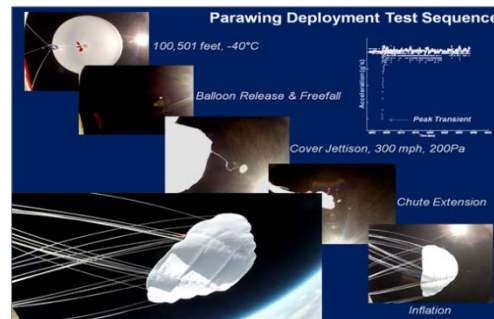 Parawing Deployment Test Sequence
100,501 feet, -40°C
Balloon Release & Freefall
Acceleration (g's)
Peak Transient
Cover Jettison, 300 mph, 200Pa
Chute Extension
Inflation